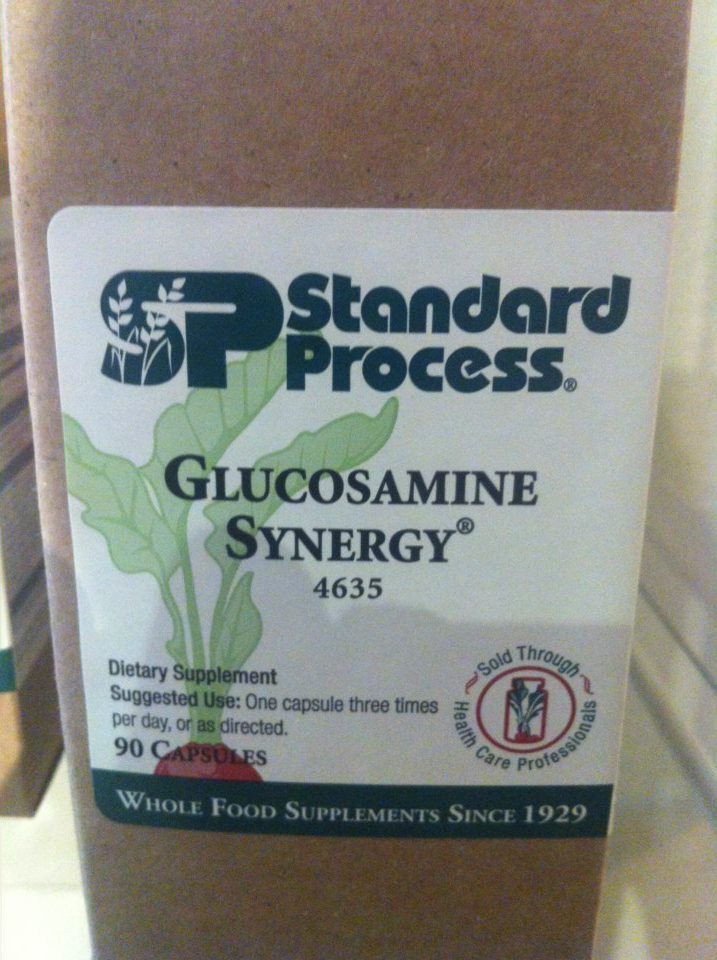 SP Standard
Process®
GLUCOSAMINE
SYNERGY®
4635
Dietary Supplement
Suggested Use: One capsule three times
per day, or as directed.
90 CAPSULES
Sold Through
Health Care Professionals
WHOLE FOOD SUPPLEMENTS SINCE 1929